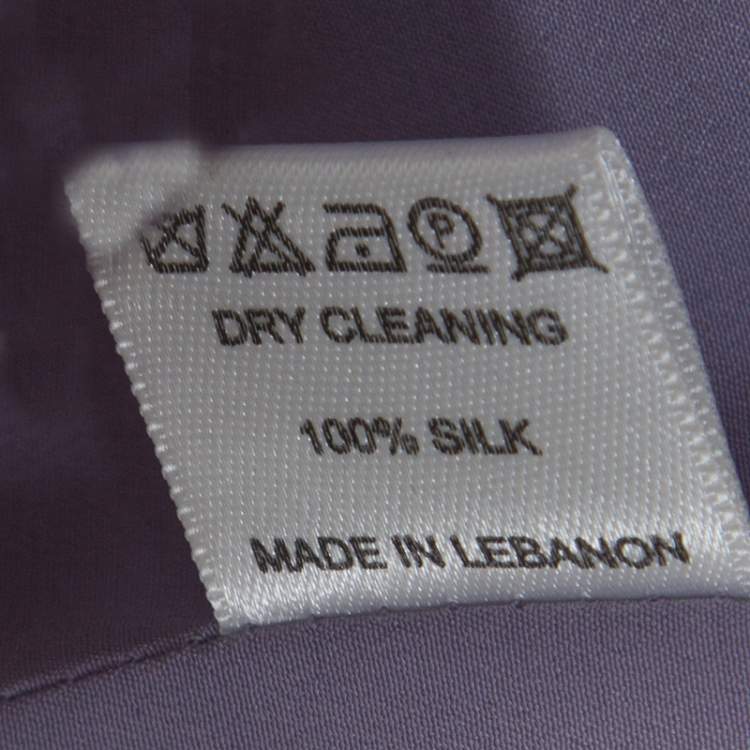 P
DRY CLEANING
100% SILK
MADE IN LEBANON